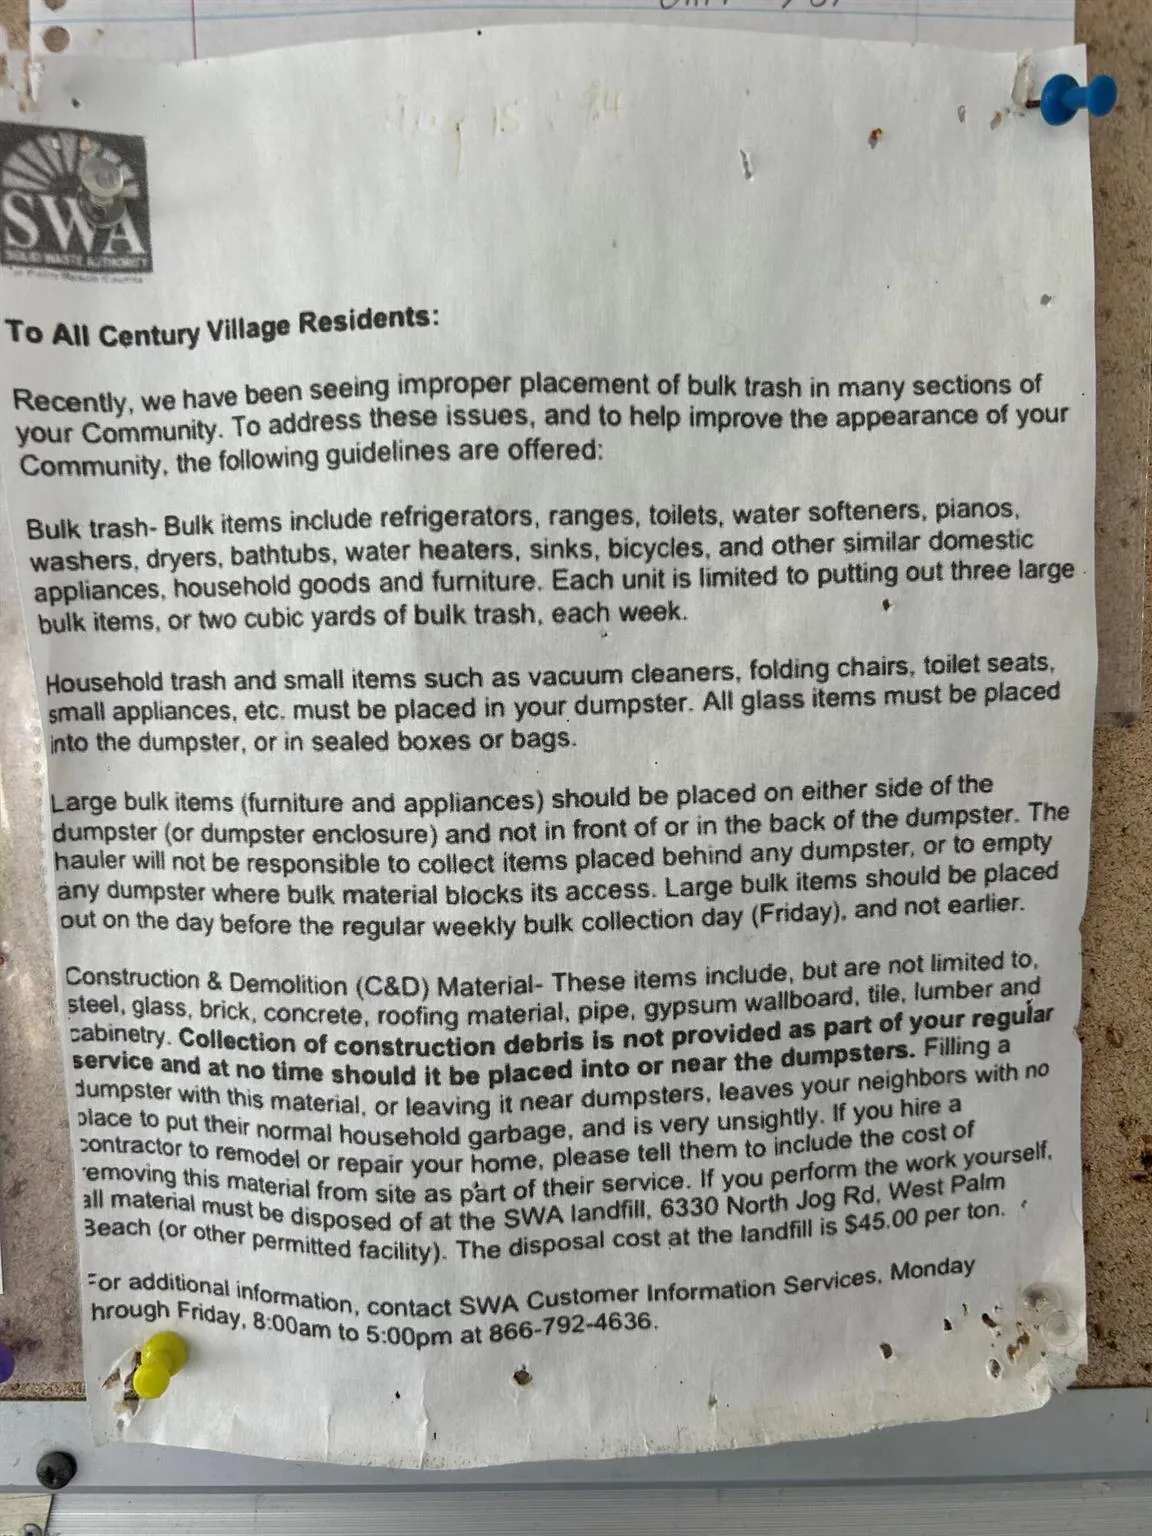 SWA
SOLID WASTE AUTHORITY
To All Century Village Residents:
Recently, we have been seeing improper placement of bulk trash in many sections of
your Community. To address these issues, and to help improve the appearance of your
Community, the following guidelines are offered:
Bulk trash- Bulk items include refrigerators, ranges, toilets, water softeners, pianos,
washers, dryers, bathtubs, water heaters, sinks, bicycles, and other similar domestic
appliances, household goods and furniture. Each unit is limited to putting out three large
bulk items, or two cubic yards of bulk trash, each week.
Household trash and small items such as vacuum cleaners, folding chairs, toilet seats,
small appliances, etc. must be placed in your dumpster. All glass items must be placed
into the dumpster, or in sealed boxes or bags.
Large bulk items (furniture and appliances) should be placed on either side of the
dumpster (or dumpster enclosure) and not in front of or in the back of the dumpster. The
hauler will not be responsible to collect items placed behind any dumpster, or to empty
any dumpster where bulk material blocks its access. Large bulk items should be placed
out on the day before the regular weekly bulk collection day (Friday), and not earlier.
Construction & Demolition (C&D) Material- These items include, but are not limited to,
steel, glass, brick, concrete, roofing material, pipe, gypsum wallboard, tile, lumber and
cabinetry. Collection of construction debris is not provided as part of your regular
service and at no time should it be placed into or near the dumpsters. Filling a
dumpster with this material, or leaving it near dumpsters, leaves your neighbors with no
place to put their normal household garbage, and is very unsightly. If you hire a
contractor to remodel or repair your home, please tell them to include the cost of
removing this material from site as part of their service. If you perform the work yourself,
all material must be disposed of at the SWA landfill, 6330 North Jog Rd, West Palm
Beach (or other permitted facility). The disposal cost at the landfill is $45.00 per ton.
For additional information, contact SWA Customer Information Services, Monday
hrough Friday, 8:00am to 5:00pm at 866-792-4636.